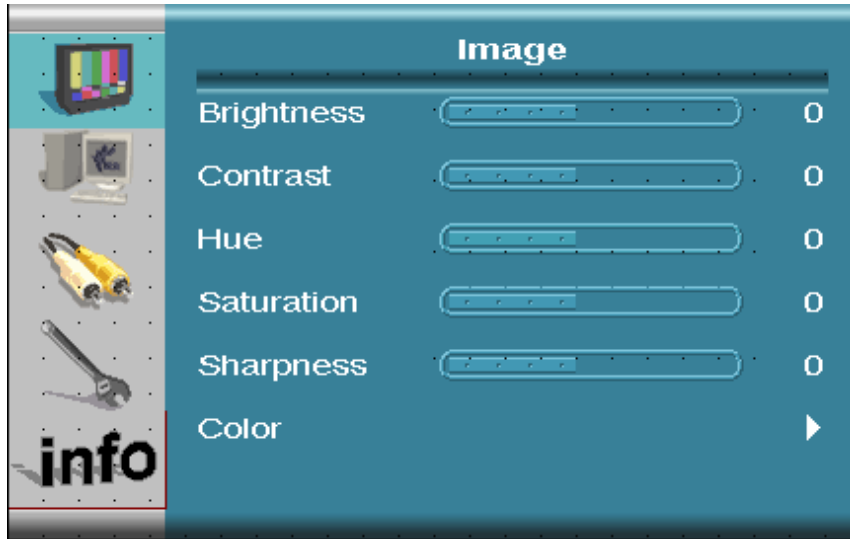 Image
Brightness 0
Contrast 0
Hue 0
Saturation 0
Sharpness 0
Color
info